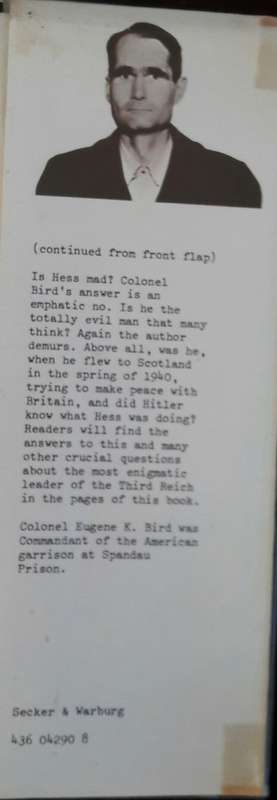 (continued from front flap)
Is Hess mad? Colonel
Bird's answer is an
emphatic no. Is he the
totally evil man that many
think? Again the author
demurs. Above all, was he,
when he flew to Scotland
in the spring of 1940,
trying to make peace with
Britain, and did Hitler
know what Hess was doing?
Readers will find the
answers to this and many
other crucial questions
about the most enigmatic
leader of the Third Reich
in the pages of this book.
Colonel Eugene K. Bird was
Commandant of the American
garrison at Spandau
Prison.
Secker & Warburg
436 04290 8